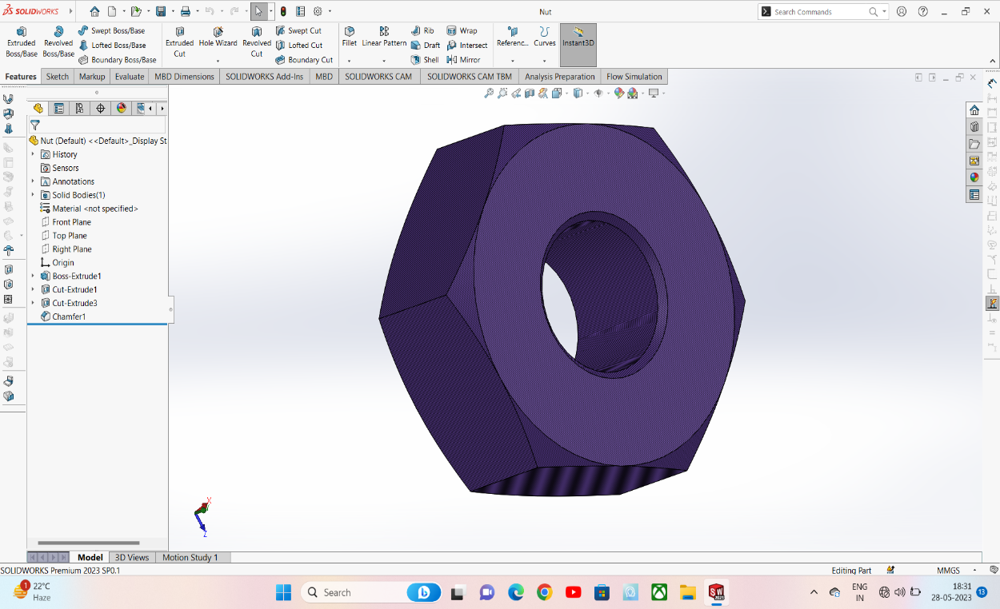 SOLIDWORKS
Nut
Search Commands
Extruded Boss/Base
Revolved Boss/Base
Swept Boss/Base
Lofted Boss/Base
Boundary Boss/Base
Extruded Cut
Hole Wizard
Revolved Cut
Swept Cut
Lofted Cut
Boundary Cut
Fillet
Linear Pattern
Rib
Draft
Shell
Wrap
Intersect
Mirror
Referenc...
Curves
Instant3D
Features Sketch Markup Evaluate MBD Dimensions SOLIDWORKS Add-Ins MBD SOLIDWORKS CAM SOLIDWORKS CAM TBM Analysis Preparation Flow Simulation
Nut (Default) <<Default>_Display St
History
Sensors
Annotations
Solid Bodies(1)
Material <not specified>
Front Plane
Top Plane
Right Plane
Origin
Boss-Extrude1
Cut-Extrude1
Cut-Extrude3
Chamfer1
X
Z
Model 3D Views Motion Study 1
SOLIDWORKS Premium 2023 SP0.1
Editing Part
MMGS
1
22°C
Haze
Search
SW
2023
ENG
IN
18:31
28-05-2023
13